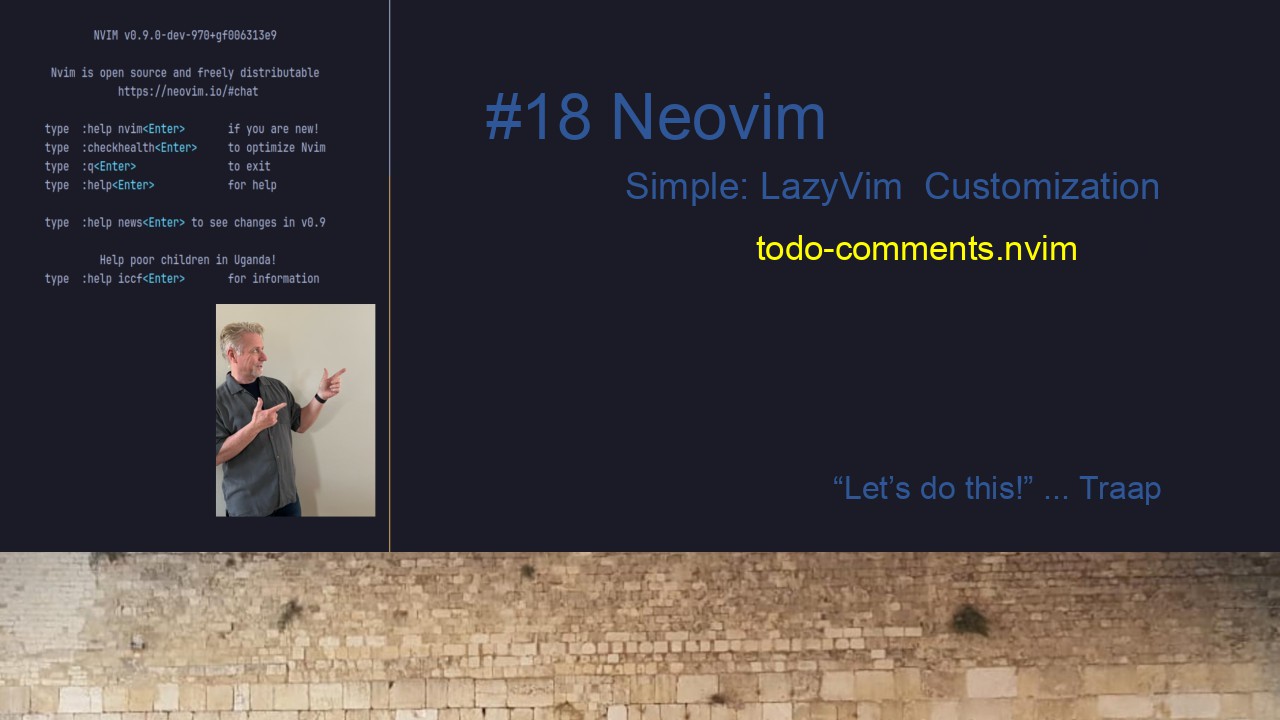 NVIM v0.9.0-dev-970+gf006313e9
Nvim is open source and freely distributable
https://neovim.io/#chat
type :help nvim<Enter> if you are new!
type :checkhealth<Enter> to optimize Nvim
type :q<Enter> to exit
type :help<Enter> for help
type :help news<Enter> to see changes in v0.9
Help poor children in Uganda!
type :help iccf<Enter> for information
#18 Neovim
Simple: LazyVim Customization
todo-comments.nvim
“Let’s do this!” ... Traap